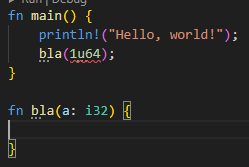 fn main() {
    println!("Hello, world!");
    bla(1u64);
}

fn bla(a: i32) {

}